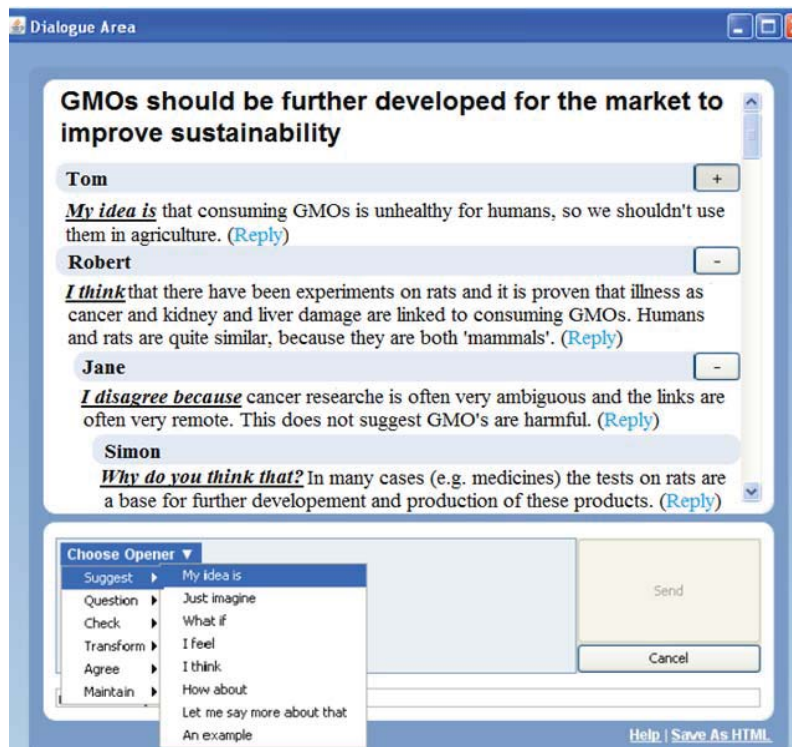 Dialogue Area
GMOs should be further developed for the market to
improve sustainability
Tom
+
My idea is that consuming GMOs is unhealthy for humans, so we shouldn't use
them in agriculture. (Reply)
Robert
-
I think that there have been experiments on rats and it is proven that illness as
cancer and kidney and liver damage are linked to consuming GMOs. Humans
and rats are quite similar, because they are both 'mammals'. (Reply)
Jane
-
I disagree because cancer researche is often very ambiguous and the links are
often very remote. This does not suggest GMO's are harmful. (Reply)
Simon
Why do you think that? In many cases (e.g. medicines) the tests on rats are
a base for further developement and production of these products. (Reply)
Choose Opener ▼
Suggest
Question
Check
Transform
Agree
Maintain
My idea is
Just imagine
What if
I feel
I think
How about
Let me say more about that
An example
Send
Cancel
Help | Save As HTML